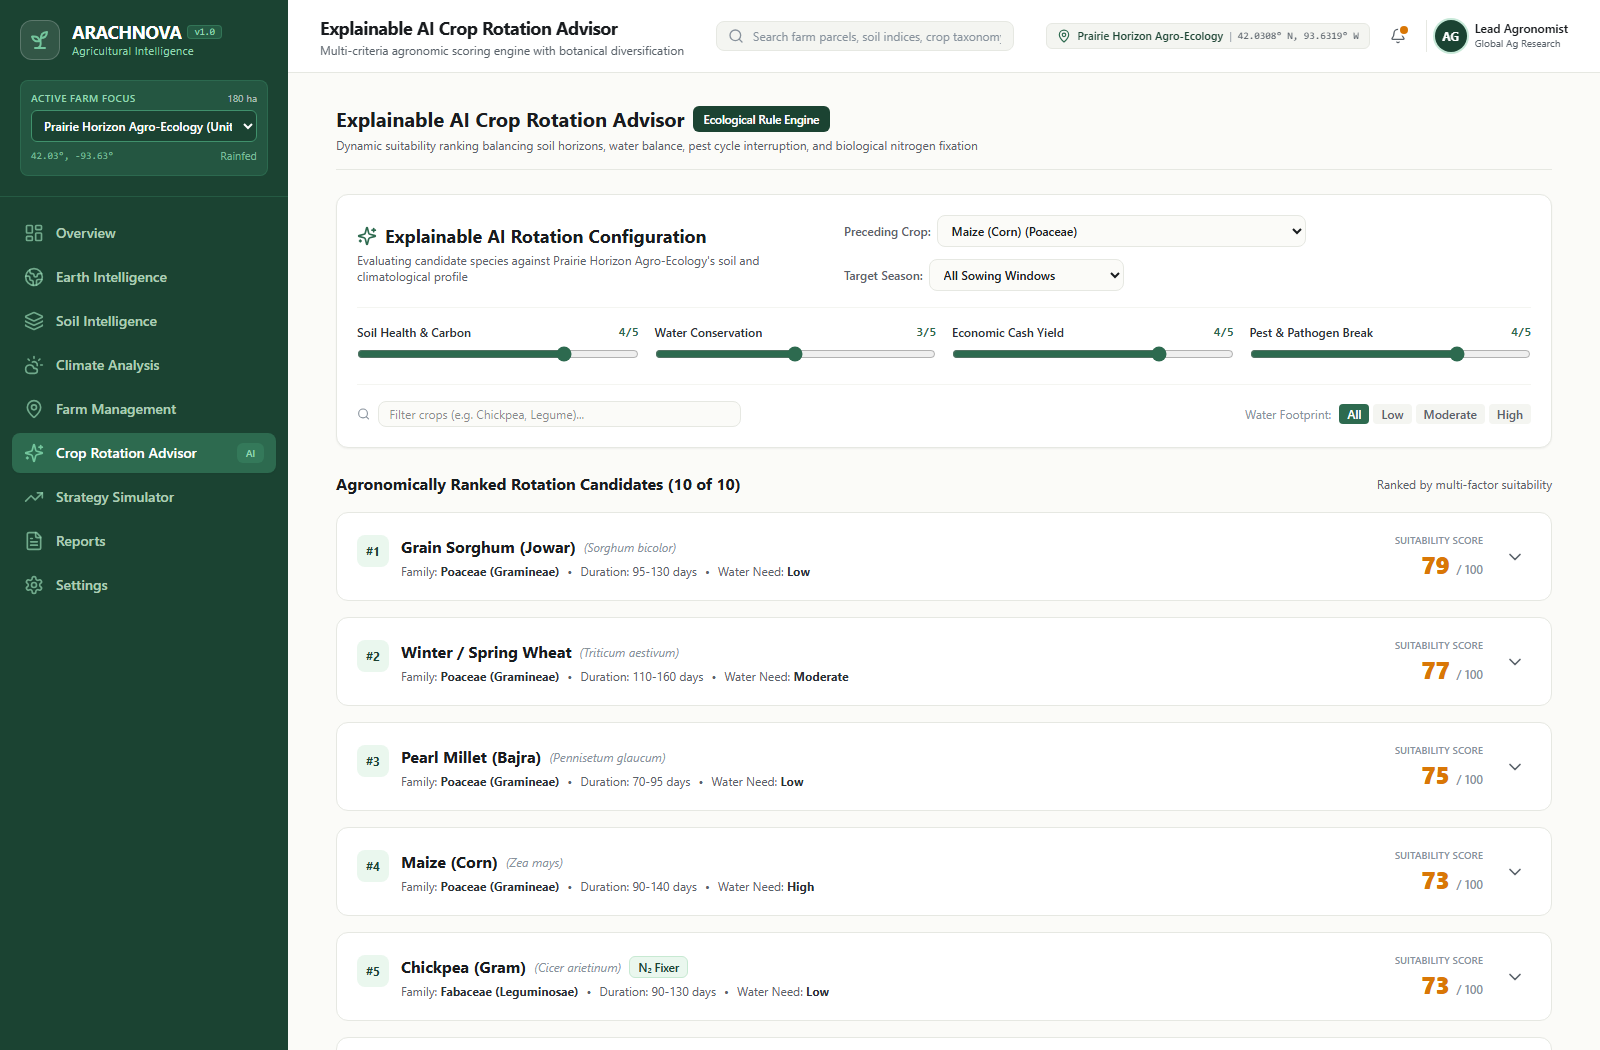 ARACHNOVA v1.0
Agricultural Intelligence
ACTIVE FARM FOCUS 180 ha
Prairie Horizon Agro-Ecology (Unit
42.03°, -93.63° Rainfed
Overview
Earth Intelligence
Soil Intelligence
Climate Analysis
Farm Management
Crop Rotation Advisor AI
Strategy Simulator
Reports
Settings
Explainable AI Crop Rotation Advisor
Multi-criteria agronomic scoring engine with botanical diversification
Search farm parcels, soil indices, crop taxonomy
Prairie Horizon Agro-Ecology | 42.0308° N, 93.6319° W
AG
Lead Agronomist
Global Ag Research
Explainable AI Crop Rotation Advisor Ecological Rule Engine
Dynamic suitability ranking balancing soil horizons, water balance, pest cycle interruption, and biological nitrogen fixation
Explainable AI Rotation Configuration
Evaluating candidate species against Prairie Horizon Agro-Ecology's soil and
climatological profile
Preceding Crop: Maize (Corn) (Poaceae)
Target Season: All Sowing Windows
Soil Health & Carbon 4/5
Water Conservation 3/5
Economic Cash Yield 4/5
Pest & Pathogen Break 4/5
Filter crops (e.g. Chickpea, Legume)...
Water Footprint: All Low Moderate High
Agronomically Ranked Rotation Candidates (10 of 10)
Ranked by multi-factor suitability
#1 Grain Sorghum (Jowar) (Sorghum bicolor)
Family: Poaceae (Gramineae) • Duration: 95-130 days • Water Need: Low
SUITABILITY SCORE
79 / 100
#2 Winter / Spring Wheat (Triticum aestivum)
Family: Poaceae (Gramineae) • Duration: 110-160 days • Water Need: Moderate
SUITABILITY SCORE
77 / 100
#3 Pearl Millet (Bajra) (Pennisetum glaucum)
Family: Poaceae (Gramineae) • Duration: 70-95 days • Water Need: Low
SUITABILITY SCORE
75 / 100
#4 Maize (Corn) (Zea mays)
Family: Poaceae (Gramineae) • Duration: 90-140 days • Water Need: High
SUITABILITY SCORE
73 / 100
#5 Chickpea (Gram) (Cicer arietinum) N₂ Fixer
Family: Fabaceae (Leguminosae) • Duration: 90-130 days • Water Need: Low
SUITABILITY SCORE
73 / 100